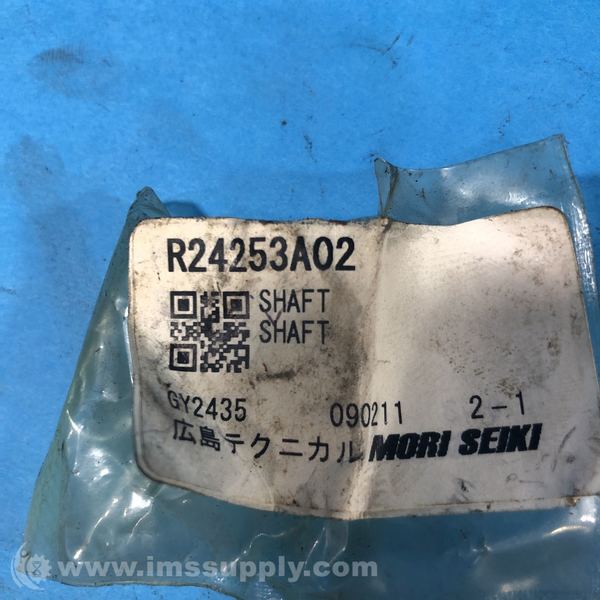 R24253A02
SHAFT
SHAFT
GY2435 090211 2-1
広島テクニカル MORI SEIKI
© www.imssupply.com